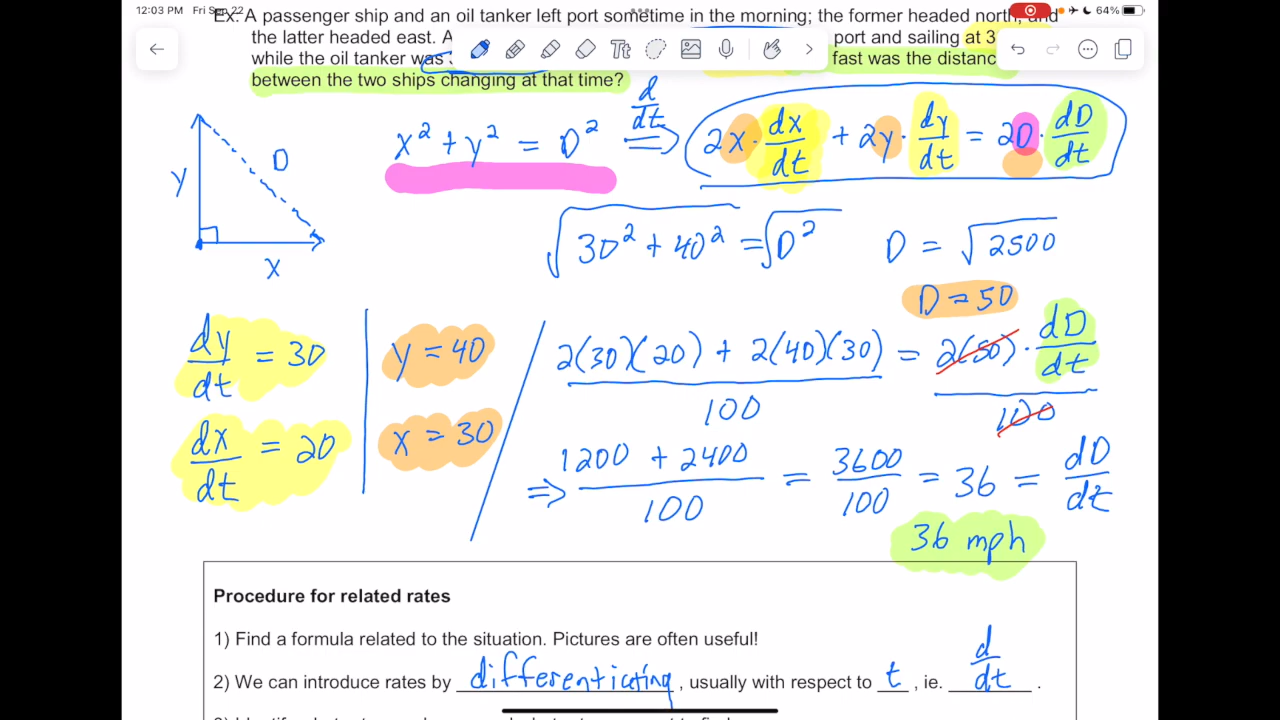 12:03 PM Fri Sep 22
64%
Ex. A passenger ship and an oil tanker left port sometime in the morning; the former headed north, and
the latter headed east. A port and sailing at 3
while the oil tanker was fast was the distanc
between the two ships changing at that time?
Tt
x² + y² = D² d/dt ⇒ 2x · dx/dt + 2y · dy/dt = 2D · dD/dt
y D x
√30² + 40² = √D² D = √2500
D = 50
dy/dt = 30 y = 40 2(30)(20) + 2(40)(30) / 100 = 2(50) · dD/dt / 100
dx/dt = 20 x = 30
⇒ 1200 + 2400 / 100 = 3600/100 = 36 = dD/dt
36 mph
Procedure for related rates
1) Find a formula related to the situation. Pictures are often useful!
2) We can introduce rates by differentiating, usually with respect to t, ie. d/dt.